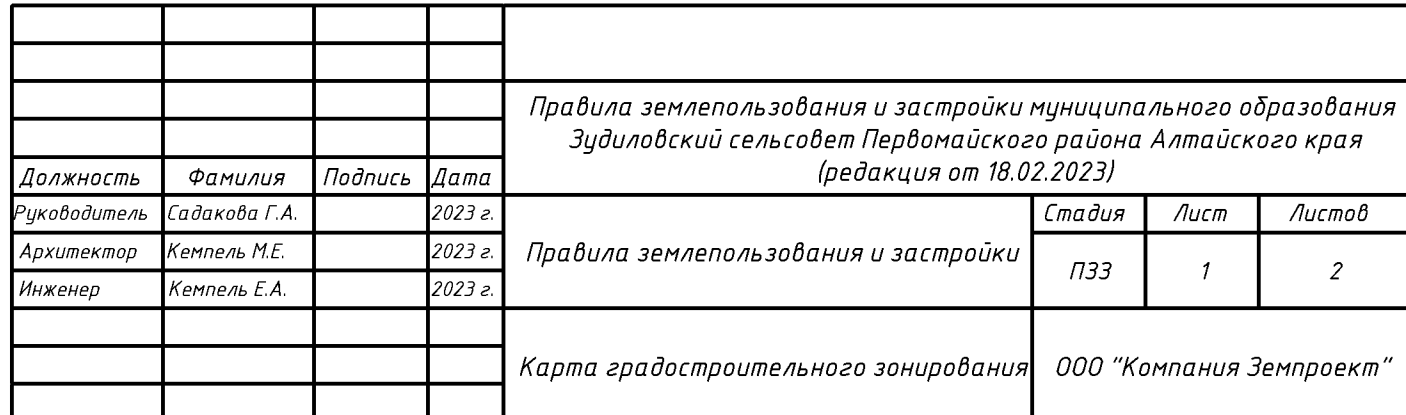 Правила землепользования и застройки муниципального образования
Зудиловский сельсовет Первомайского района Алтайского края
(редакция от 18.02.2023)
Должность Фамилия Подпись Дата
Руководитель Садакова Г.А. 2023 г.
Архитектор Кемпель М.Е. 2023 г.
Инженер Кемпель Е.А. 2023 г.
Правила землепользования и застройки
Стадия Лист Листов
ПЗЗ 1 2
Карта градостроительного зонирования
ООО "Компания Земпроект"